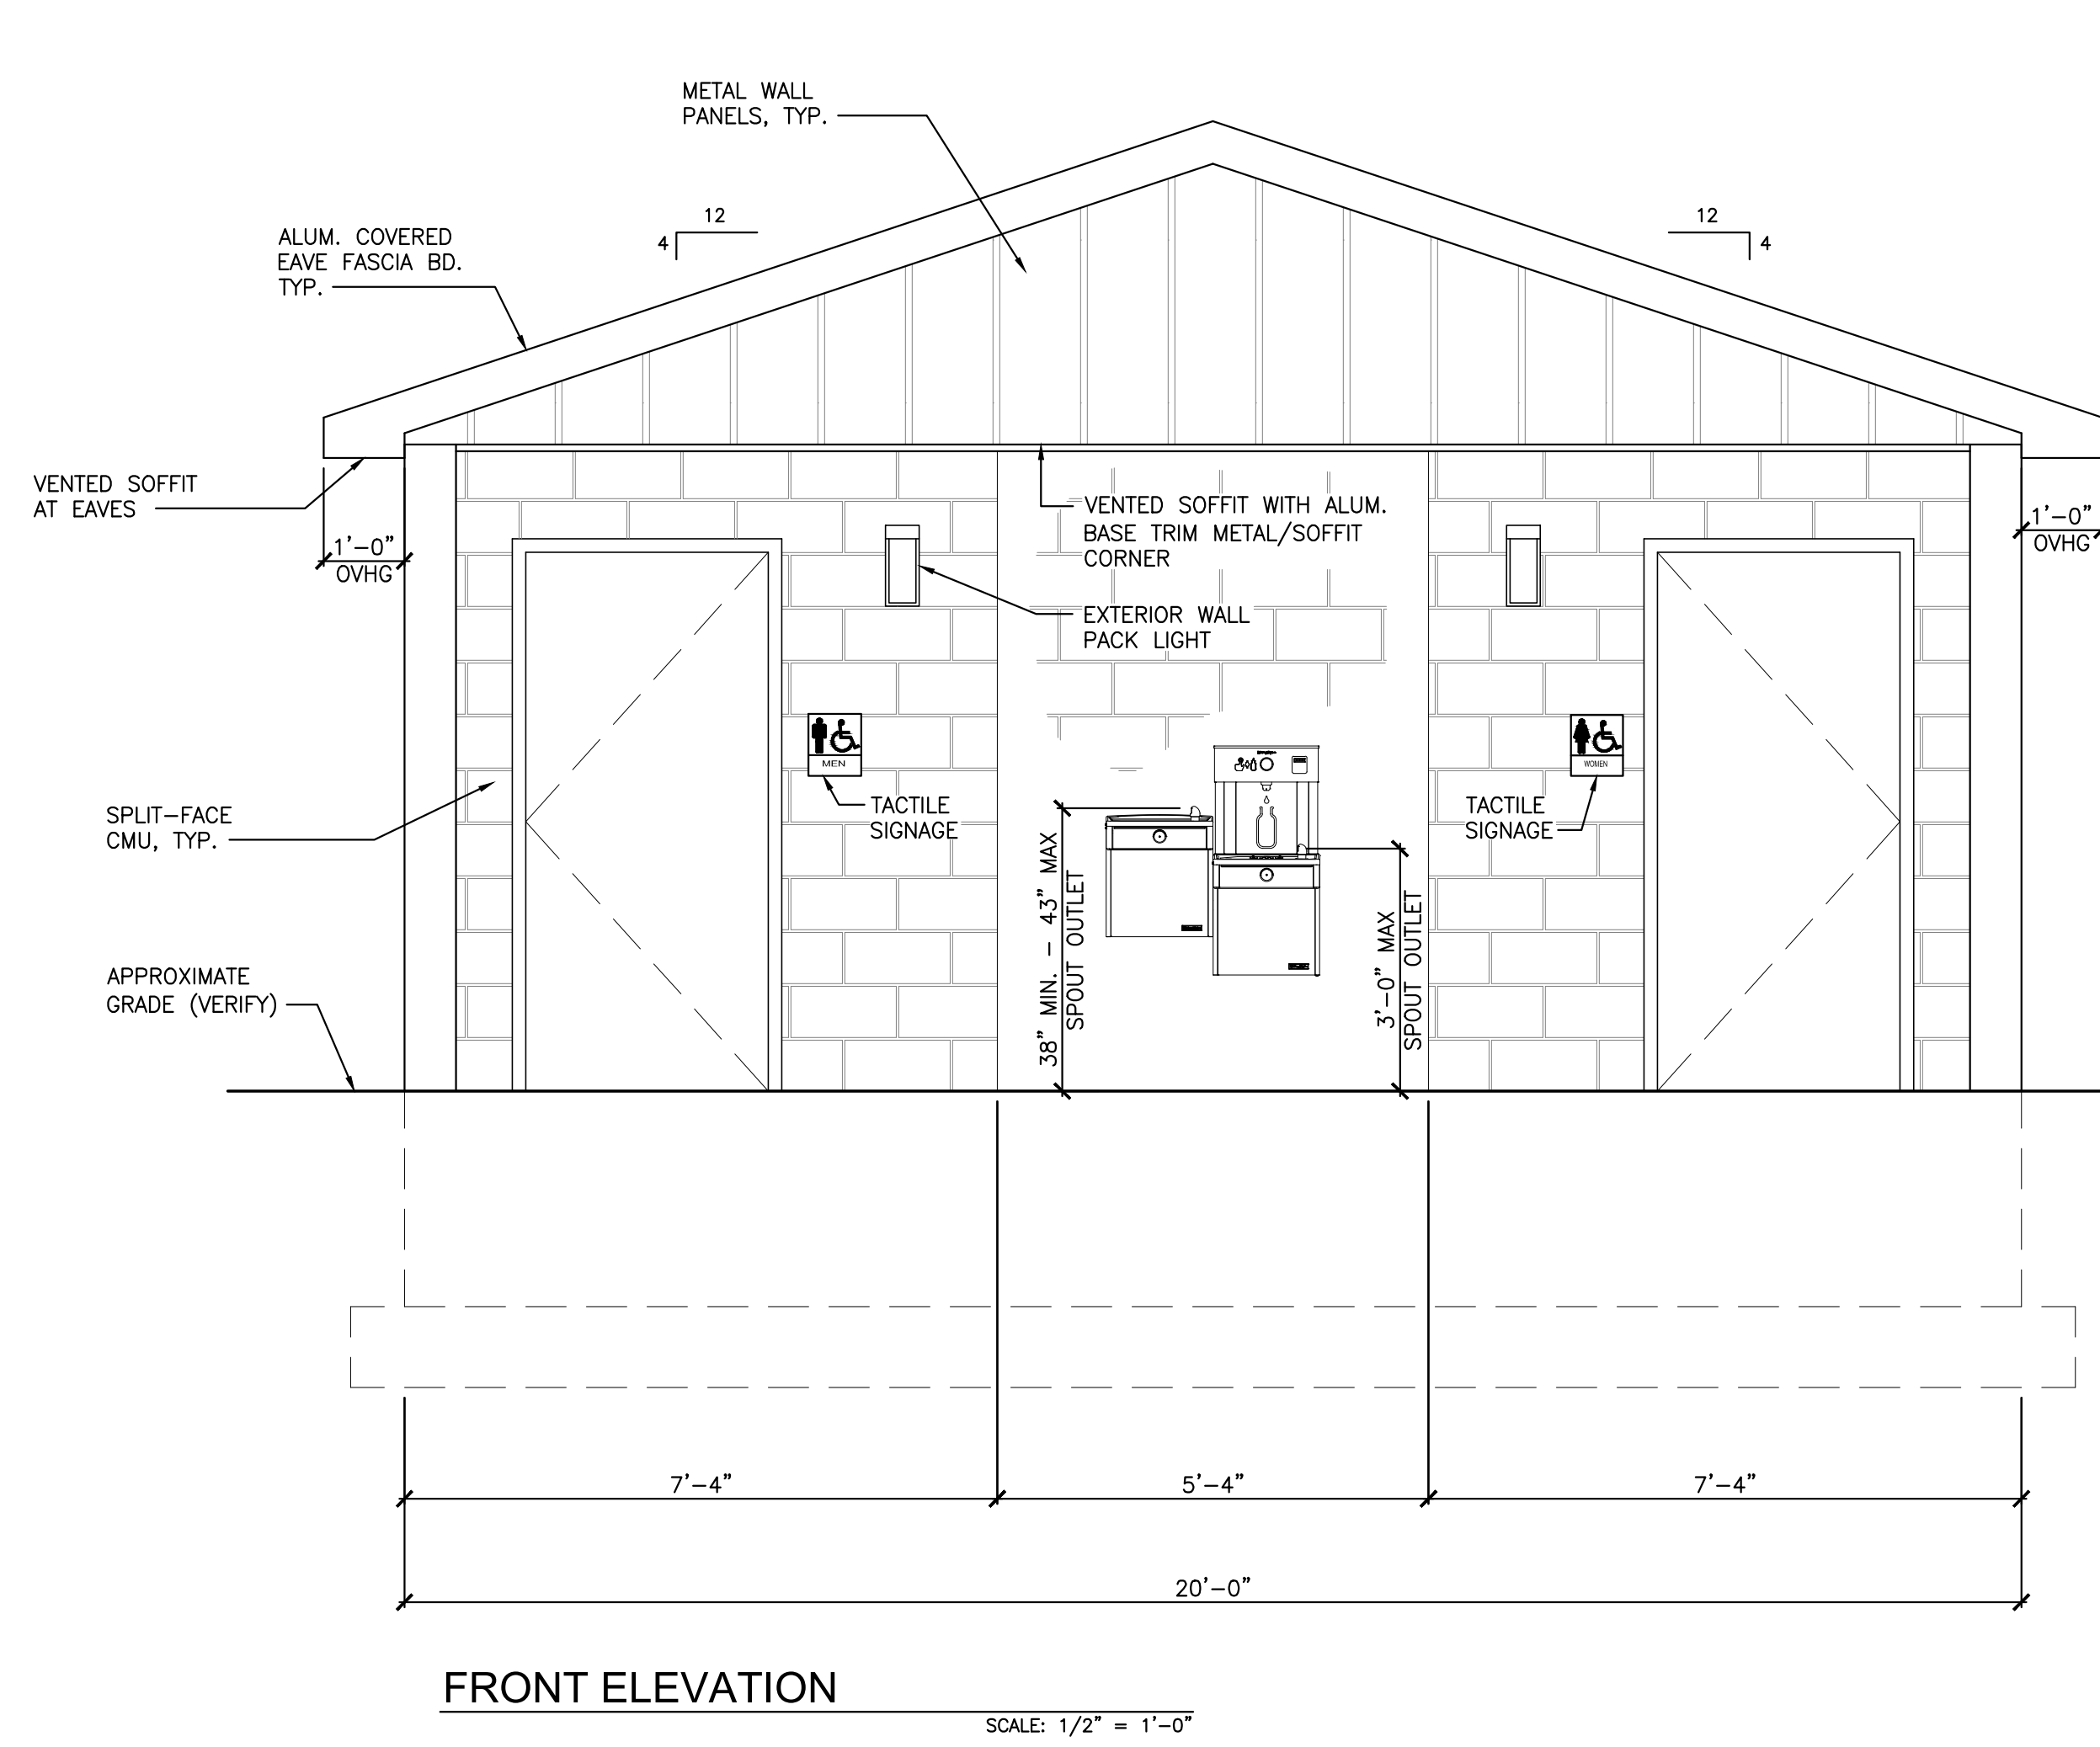 METAL WALL
PANELS, TYP.
12
4
12
4
ALUM. COVERED
EAVE FASCIA BD.
TYP.
VENTED SOFFIT
AT EAVES
1'-0"
OVHG
1'-0"
OVHG
VENTED SOFFIT WITH ALUM.
BASE TRIM METAL/SOFFIT
CORNER
EXTERIOR WALL
PACK LIGHT
MEN
WOMEN
TACTILE
SIGNAGE
TACTILE
SIGNAGE
SPLIT-FACE
CMU, TYP.
38" MIN. - 43" MAX
SPOUT OUTLET
3'-0" MAX
SPOUT OUTLET
APPROXIMATE
GRADE (VERIFY)
7'-4"
5'-4"
7'-4"
20'-0"
FRONT ELEVATION
SCALE: 1/2" = 1'-0"